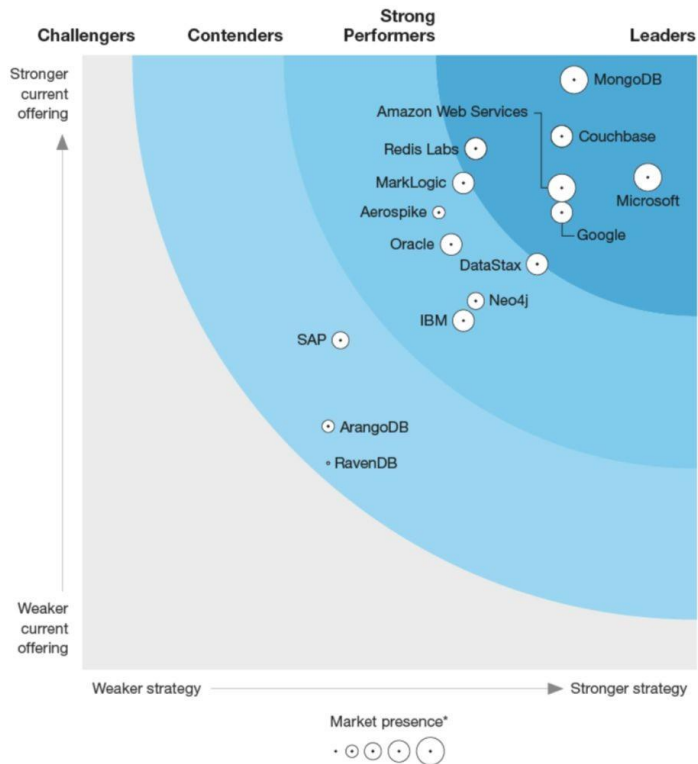 Challengers
Contenders
Strong
Performers
Leaders
Stronger
current
offering
MongoDB
Amazon Web Services
Couchbase
Redis Labs
MarkLogic
Microsoft
Aerospike
Google
Oracle
DataStax
Neo4j
IBM
SAP
ArangoDB
RavenDB
Weaker
current
offering
Weaker strategy
Stronger strategy
Market presence*